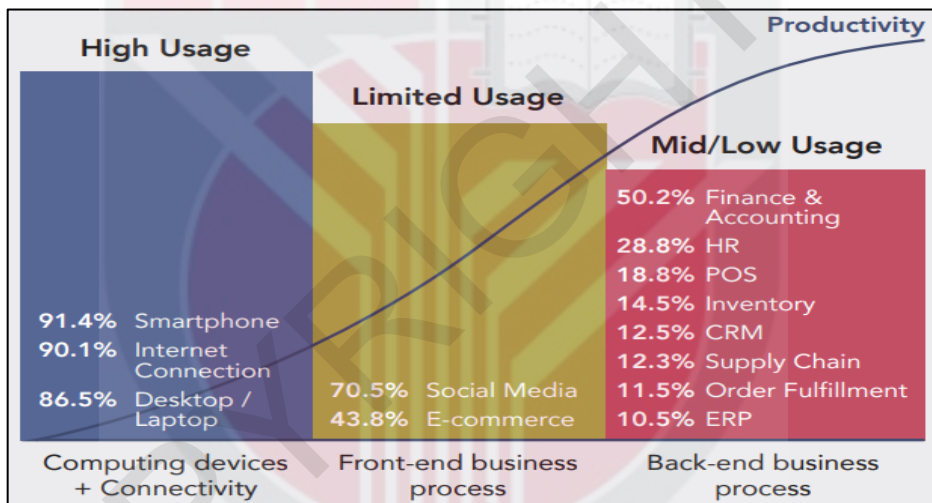 Productivity
High Usage
91.4% Smartphone
90.1% Internet
Connection
86.5% Desktop /
Laptop
Computing devices
+ Connectivity
Limited Usage
70.5% Social Media
43.8% E-commerce
Front-end business
process
Mid/Low Usage
50.2% Finance &
Accounting
28.8% HR
18.8% POS
14.5% Inventory
12.5% CRM
12.3% Supply Chain
11.5% Order Fulfillment
10.5% ERP
Back-end business
process
PYRIGHT